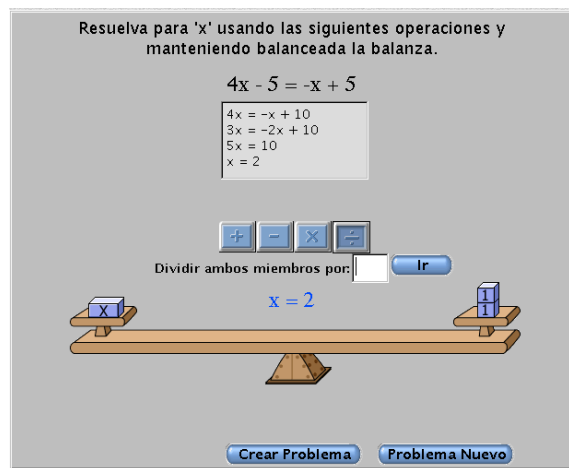 Resuelva para 'x' usando las siguientes operaciones y
manteniendo balanceada la balanza.
4x - 5 = -x + 5
4x = -x + 10
3x = -2x + 10
5x = 10
x = 2
+ - × ÷
Dividir ambos miembros por: Ir
x = 2
X
1
1
Crear Problema Problema Nuevo